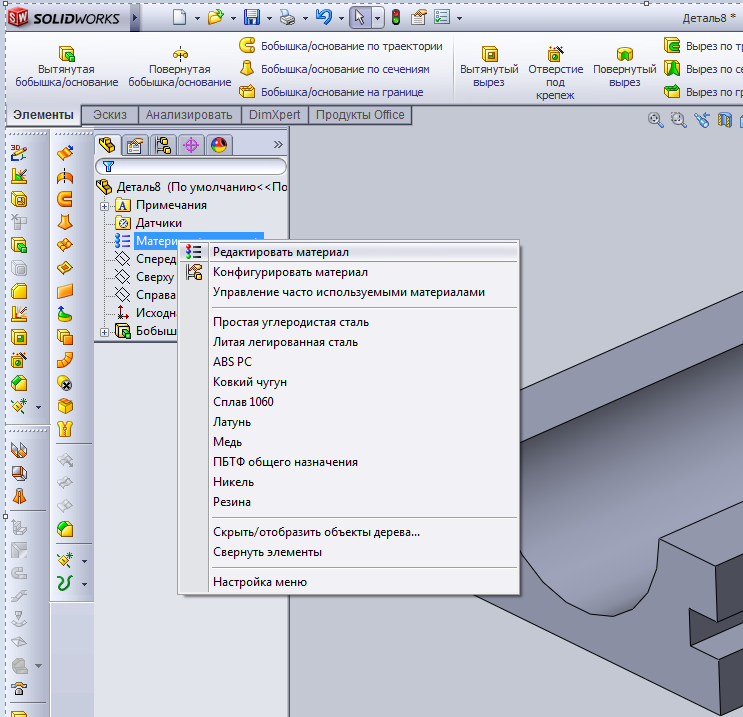 SOLIDWORKS
Деталь8 *
Вытянутая бобышка/основание
Повернутая бобышка/основание
Бобышка/основание по траектории
Бобышка/основание по сечениям
Бобышка/основание на границе
Вытянутый вырез
Отверстие под крепеж
Повернутый вырез
Вырез по т
Вырез по се
Вырез по гр
Элементы
Эскиз
Анализировать
DimXpert
Продукты Office
Деталь8 (По умолчанию<<По
Примечания
Датчики
Матери
Сперед
Сверху
Справа
Исходна
Бобыш
Редактировать материал
Конфигурировать материал
Управление часто используемыми материалами
Простая углеродистая сталь
Литая легированная сталь
ABS PC
Ковкий чугун
Сплав 1060
Латунь
Медь
ПБТФ общего назначения
Никель
Резина
Скрыть/отобразить объекты дерева...
Свернуть элементы
Настройка меню